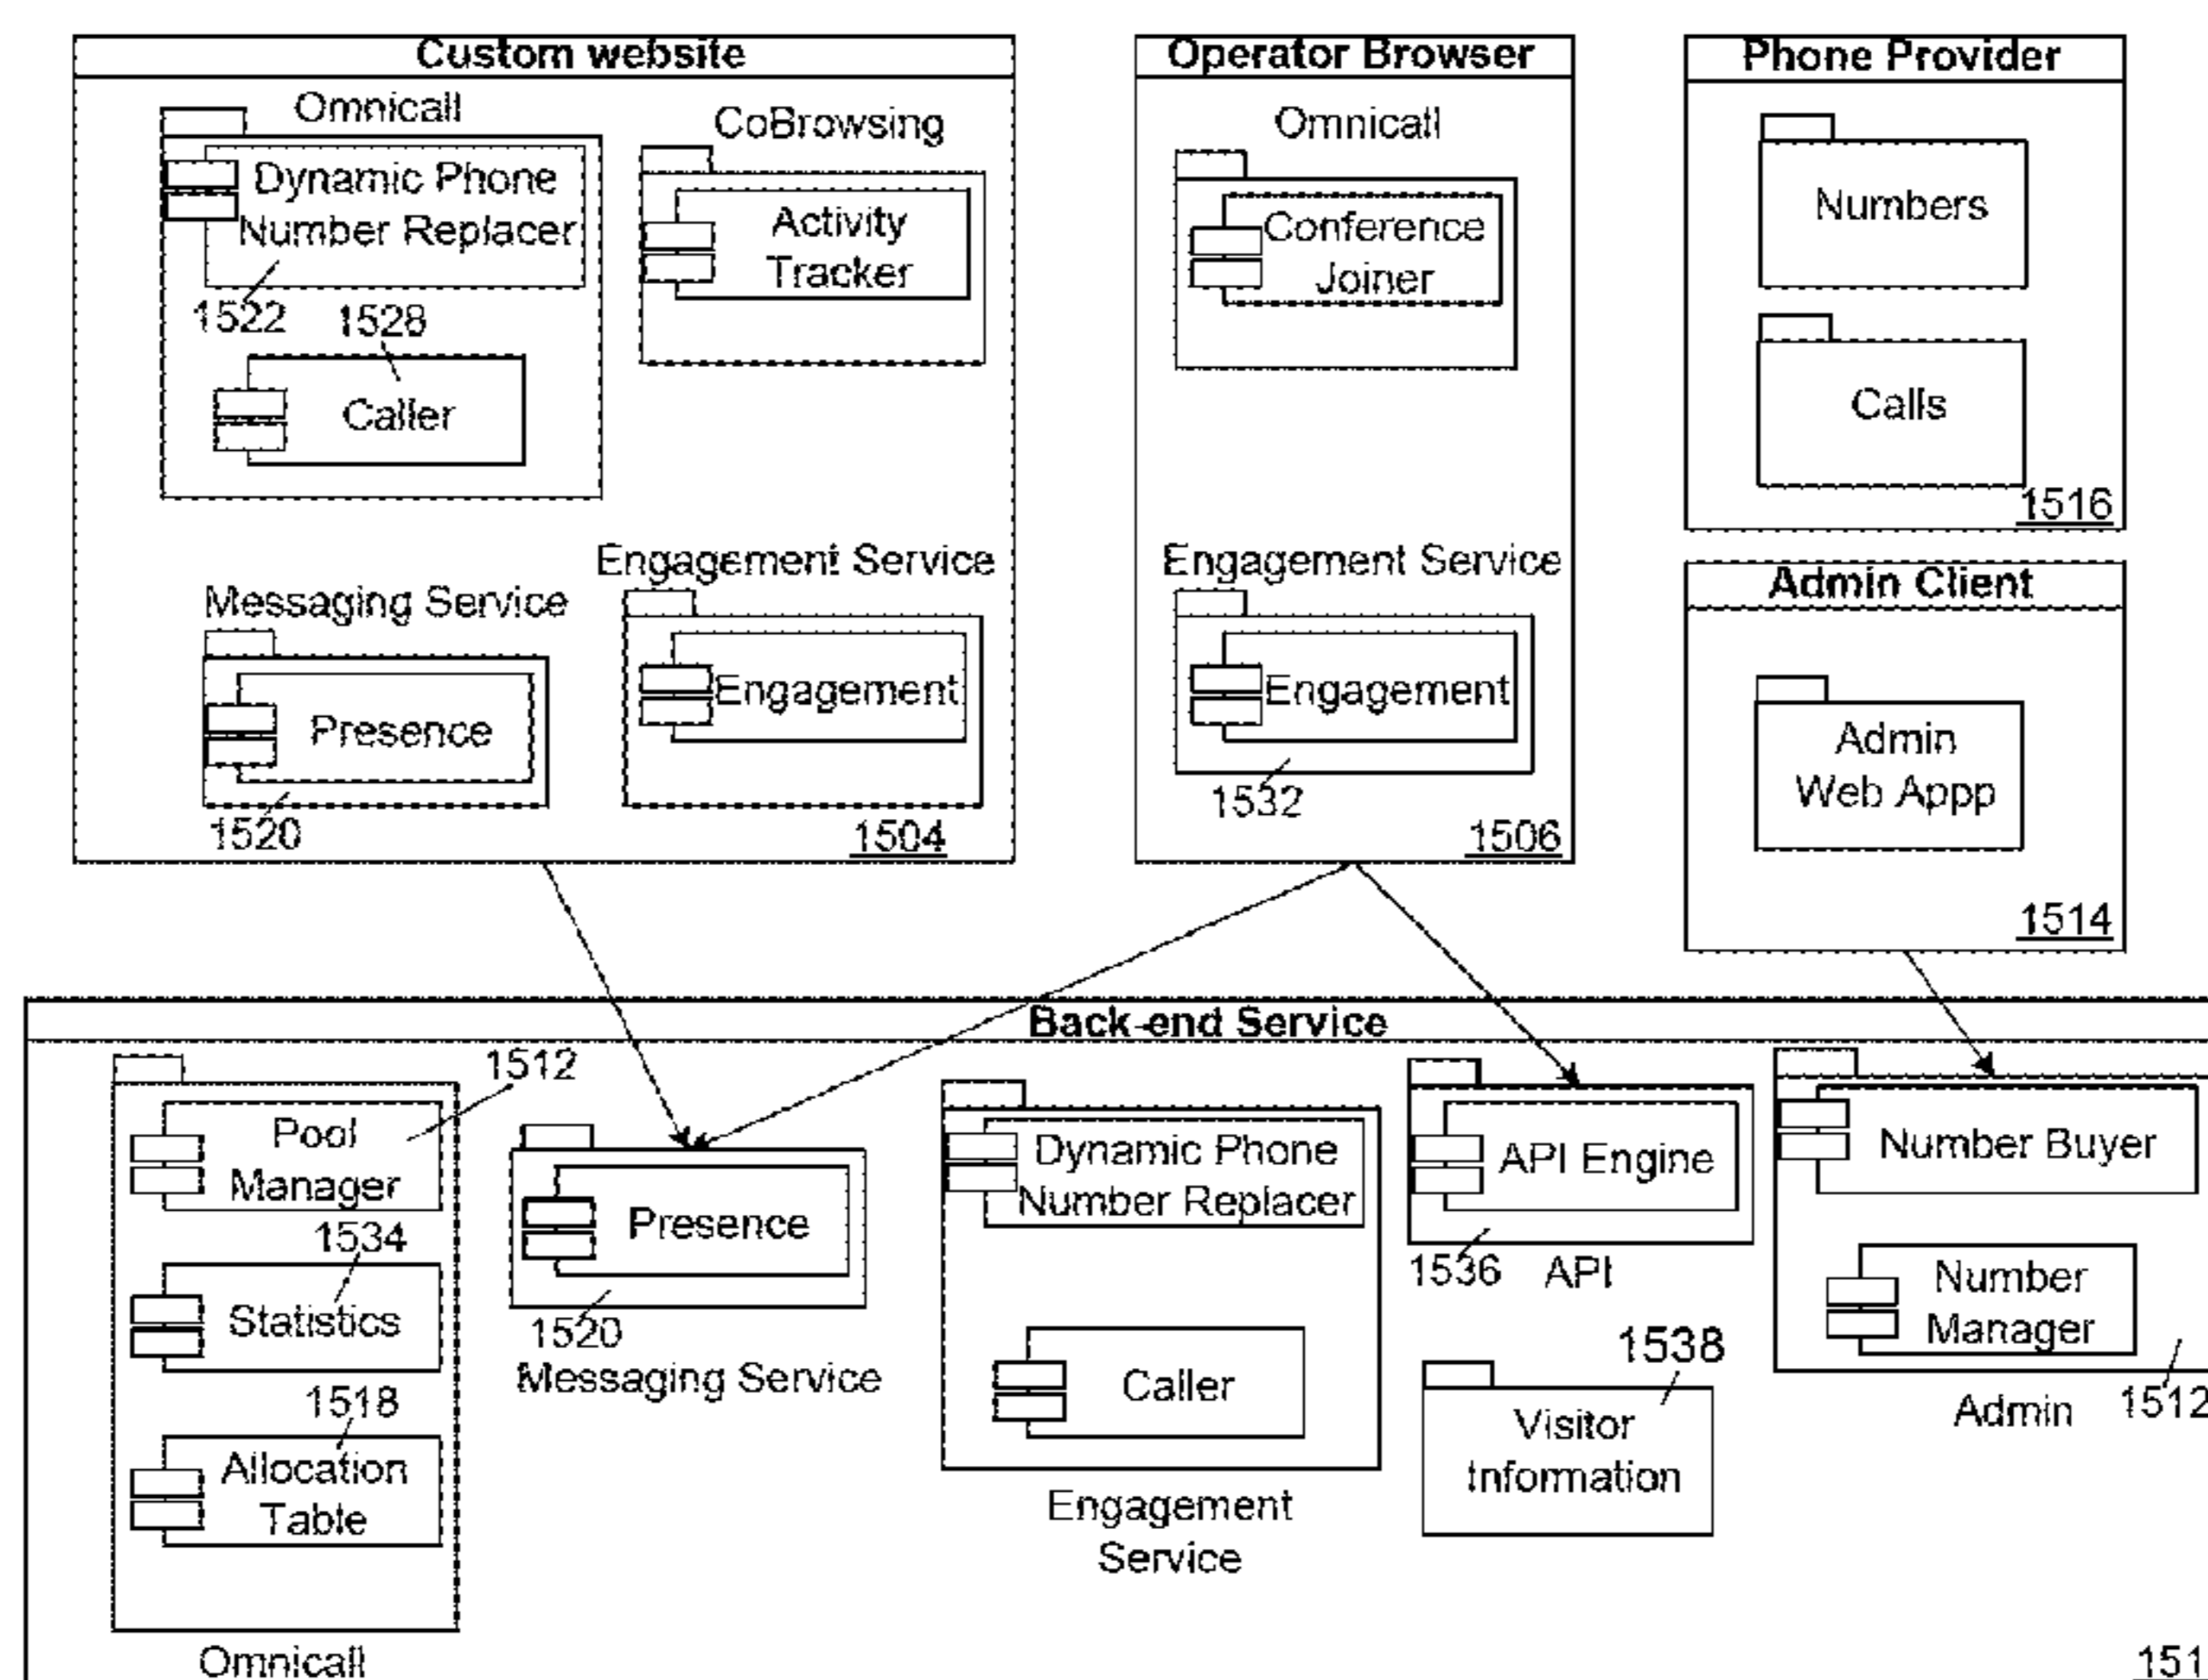 Custom website
Omnicall
Dynamic Phone
Number Replacer
1522
1528
Caller
CoBrowsing
Activity
Tracker
Messaging Service
Presence
1520
Engagement Service
Engagement
1504
Operator Browser
Omnicall
Conference
Joiner
Engagement Service
Engagement
1532
1506
Phone Provider
Numbers
Calls
1516
Admin Client
Admin
Web Appp
1514
Back-end Service
1512
Pool
Manager
1534
Statistics
1518
Allocation
Table
Omnicall
Presence
1520
Messaging Service
Dynamic Phone
Number Replacer
Caller
Engagement
Service
API Engine
1536
API
1538
Visitor
Information
Number Buyer
Number
Manager
Admin
1512